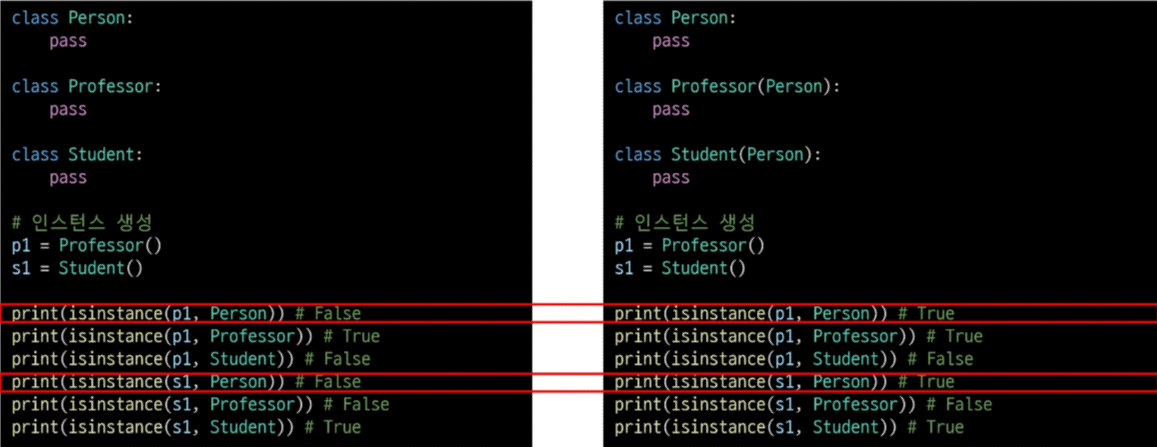 class Person:
    pass

class Professor:
    pass

class Student:
    pass

# 인스턴스 생성
p1 = Professor()
s1 = Student()

print(isinstance(p1, Person)) # False
print(isinstance(p1, Professor)) # True
print(isinstance(p1, Student)) # False
print(isinstance(s1, Person)) # False
print(isinstance(s1, Professor)) # False
print(isinstance(s1, Student)) # True

class Person:
    pass

class Professor(Person):
    pass

class Student(Person):
    pass

# 인스턴스 생성
p1 = Professor()
s1 = Student()

print(isinstance(p1, Person)) # True
print(isinstance(p1, Professor)) # True
print(isinstance(p1, Student)) # False
print(isinstance(s1, Person)) # True
print(isinstance(s1, Professor)) # False
print(isinstance(s1, Student)) # True